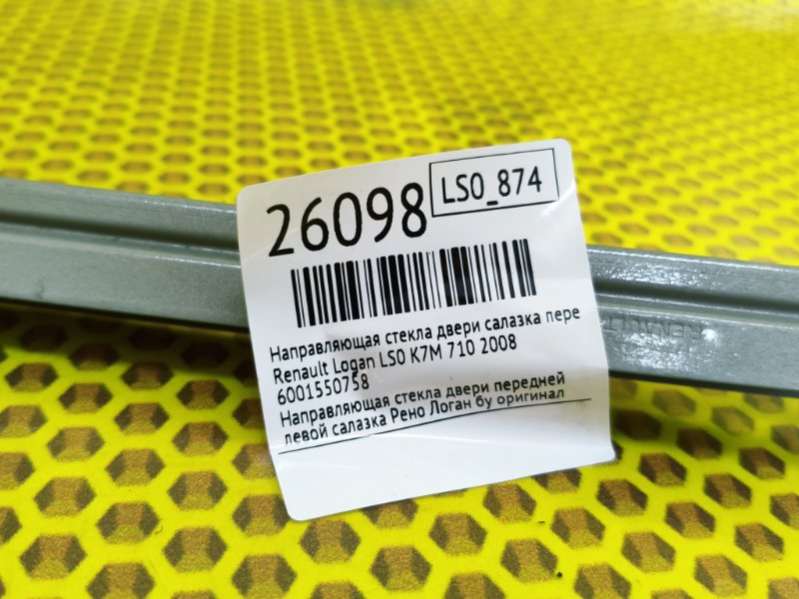 26098
LS0_874
Направляющая стекла двери салазка пере
Renault Logan LS0 K7M 710 2008
6001550758
Направляющая стекла двери передней
левой салазка Рено Логан бу оригинал
RENAULT